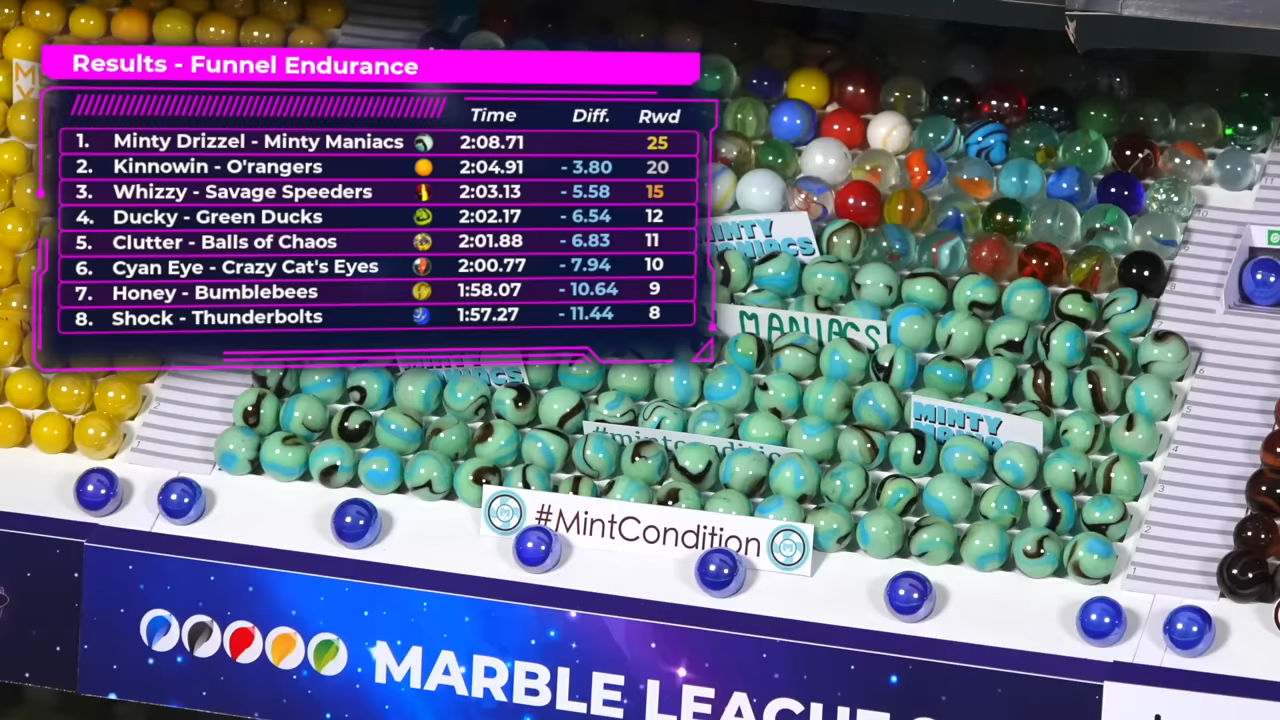 Results - Funnel Endurance
Time Diff. Rwd
1. Minty Drizzel - Minty Maniacs 2:08.71 25
2. Kinnowin - O'rangers 2:04.91 - 3.80 20
3. Whizzy - Savage Speeders 2:03.13 - 5.58 15
4. Ducky - Green Ducks 2:02.17 - 6.54 12
5. Clutter - Balls of Chaos 2:01.88 - 6.83 11
6. Cyan Eye - Crazy Cat's Eyes 2:00.77 - 7.94 10
7. Honey - Bumblebees 1:58.07 - 10.64 9
8. Shock - Thunderbolts 1:57.27 - 11.44 8
MINTY
MANIACS
MANIACS
MINTY
#mintconditio
#MintCondition
MARBLE LEAGUE